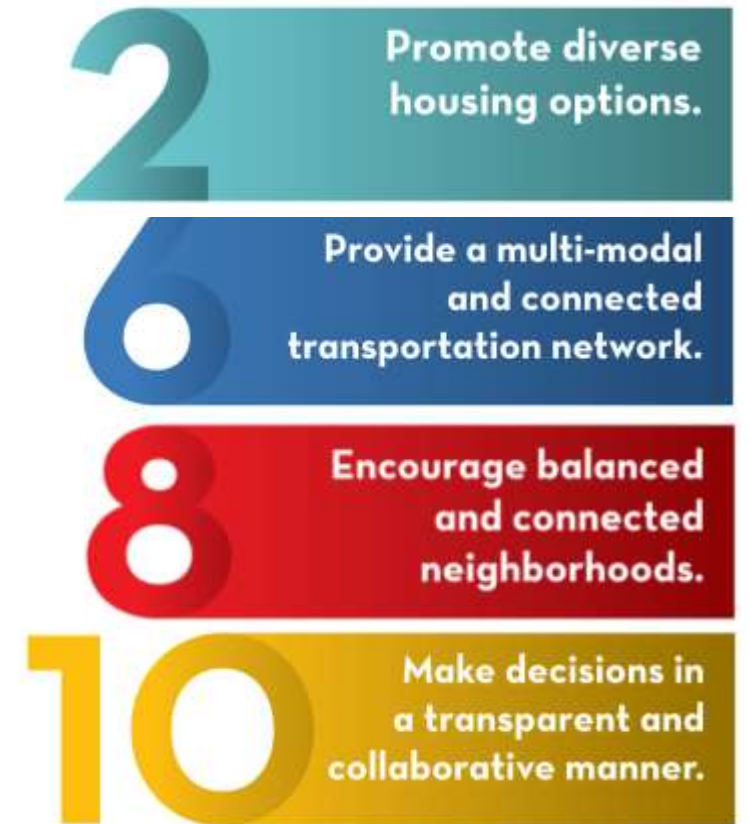 2
Promote diverse
housing options.
6
Provide a multi-modal
and connected
transportation network.
8
Encourage balanced
and connected
neighborhoods.
10
Make decisions in
a transparent and
collaborative manner.